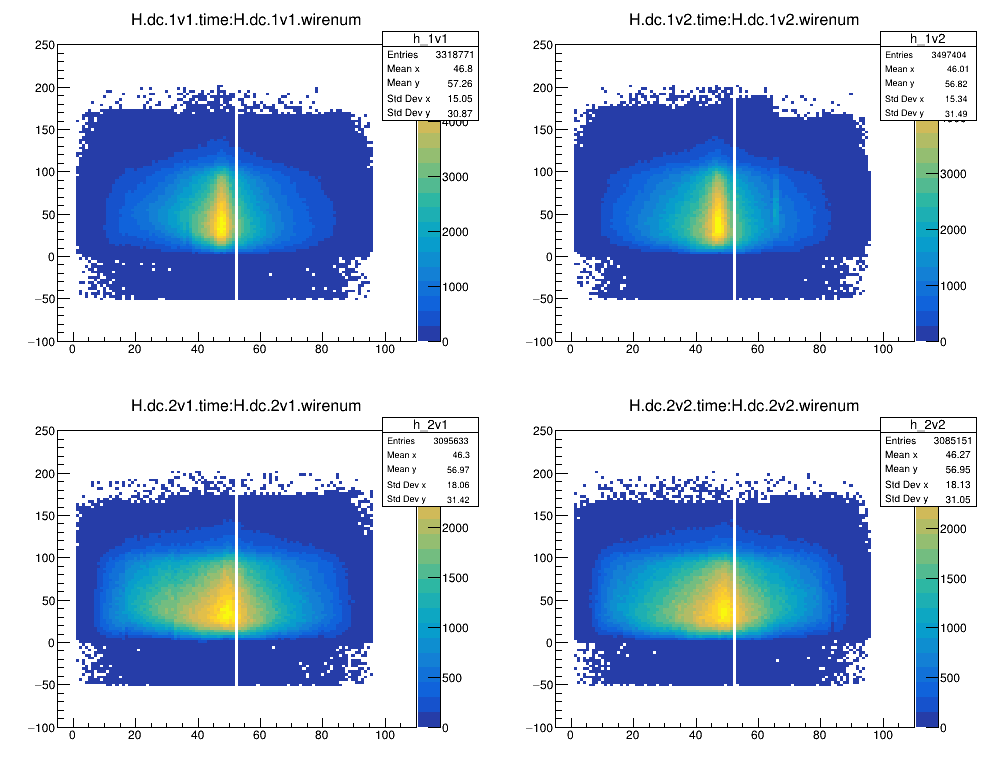 H.dc.1v1.time:H.dc.1v1.wirenum
h_1v1
Entries 3318771
Mean x 46.8
Mean y 57.26
Std Dev x 15.05
Std Dev y 30.87
250
200
150
100
50
0
−50
−100
0 20 40 60 80 100
4000
3000
2000
1000
0
H.dc.1v2.time:H.dc.1v2.wirenum
h_1v2
Entries 3497404
Mean x 46.01
Mean y 56.82
Std Dev x 15.34
Std Dev y 31.49
250
200
150
100
50
0
−50
−100
0 20 40 60 80 100
3000
2000
1000
0
H.dc.2v1.time:H.dc.2v1.wirenum
h_2v1
Entries 3095633
Mean x 46.3
Mean y 56.97
Std Dev x 18.06
Std Dev y 31.42
250
200
150
100
50
0
−50
−100
0 20 40 60 80 100
2000
1500
1000
500
0
H.dc.2v2.time:H.dc.2v2.wirenum
h_2v2
Entries 3085151
Mean x 46.27
Mean y 56.95
Std Dev x 18.13
Std Dev y 31.05
250
200
150
100
50
0
−50
−100
0 20 40 60 80 100
2000
1500
1000
500
0